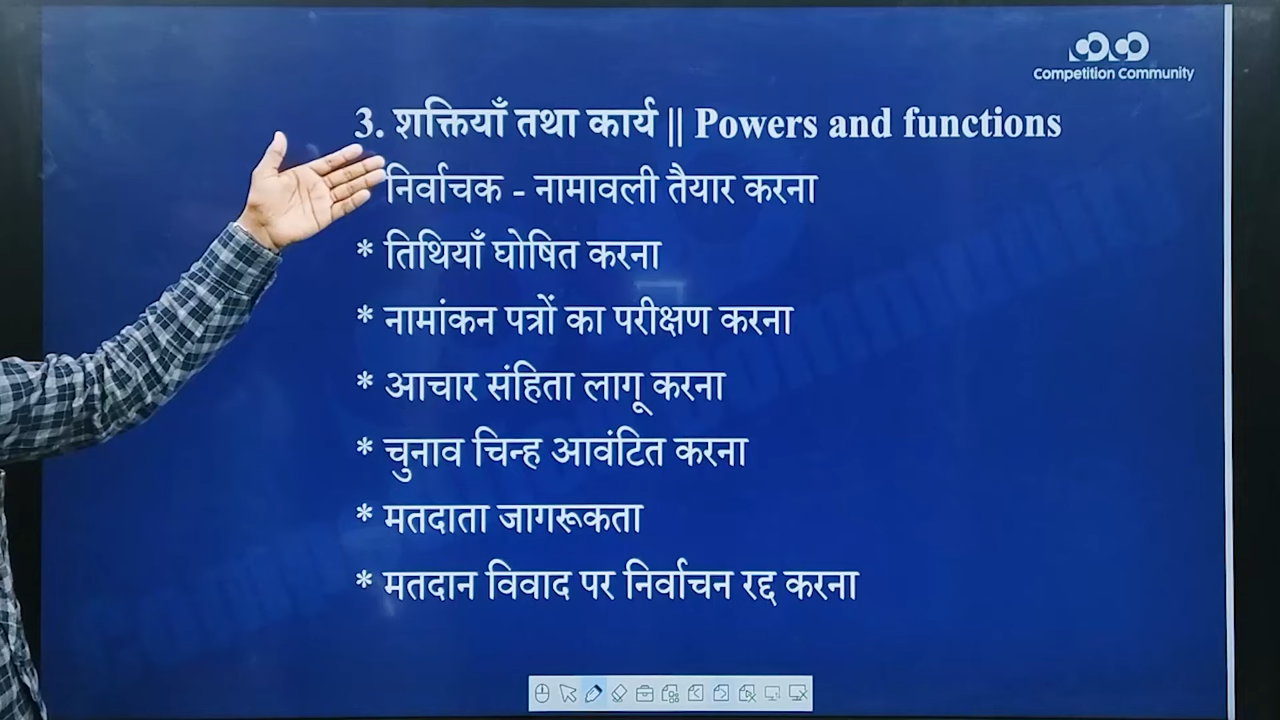 Competition Community
3. शक्तियाँ तथा कार्य || Powers and functions
निर्वाचक - नामावली तैयार करना
* तिथियाँ घोषित करना
* नामांकन पत्रों का परीक्षण करना
* आचार संहिता लागू करना
* चुनाव चिन्ह आवंटित करना
* मतदाता जागरूकता
* मतदान विवाद पर निर्वाचन रद्द करना